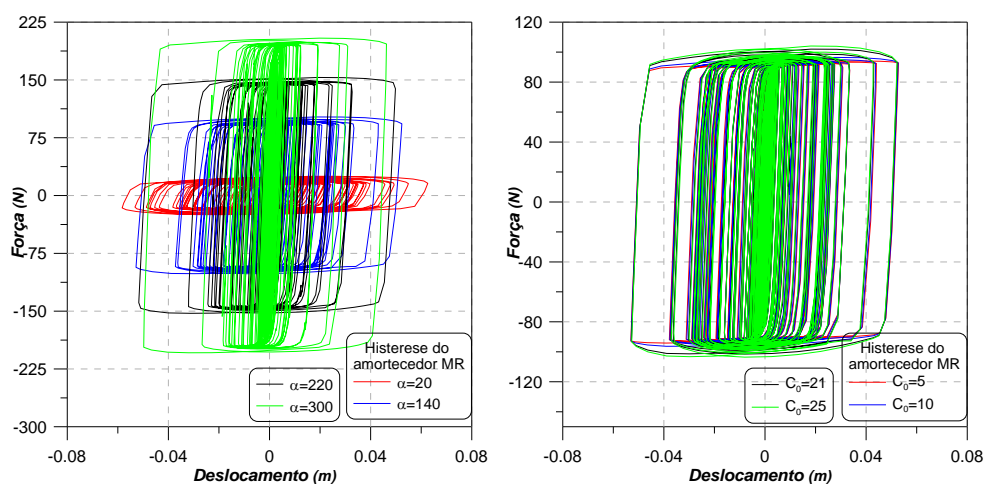 225
150
75
0
-75
-150
-225
-300
-0.08
-0.04
0
0.04
0.08
Força (N)
Deslocamento (m)
α=220
α=300
Histerese do
amortecedor MR
α=20
α=140
120
80
40
0
-40
-80
-120
-0.08
-0.04
0
0.04
0.08
Força (N)
Deslocamento (m)
C₀=21
C₀=25
Histerese do
amortecedor MR
C₀=5
C₀=10